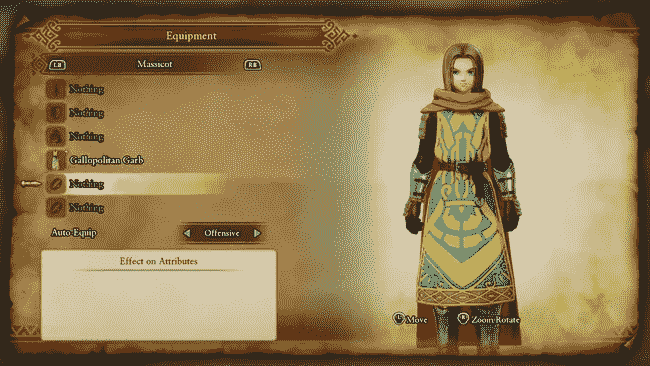 Equipment
LB
Massicot
RB
Nothing
Nothing
Nothing
Gallopolitan Garb
Nothing
Nothing
Auto-Equip
Offensive
Effect on Attributes
L Move
R Zoom/Rotate